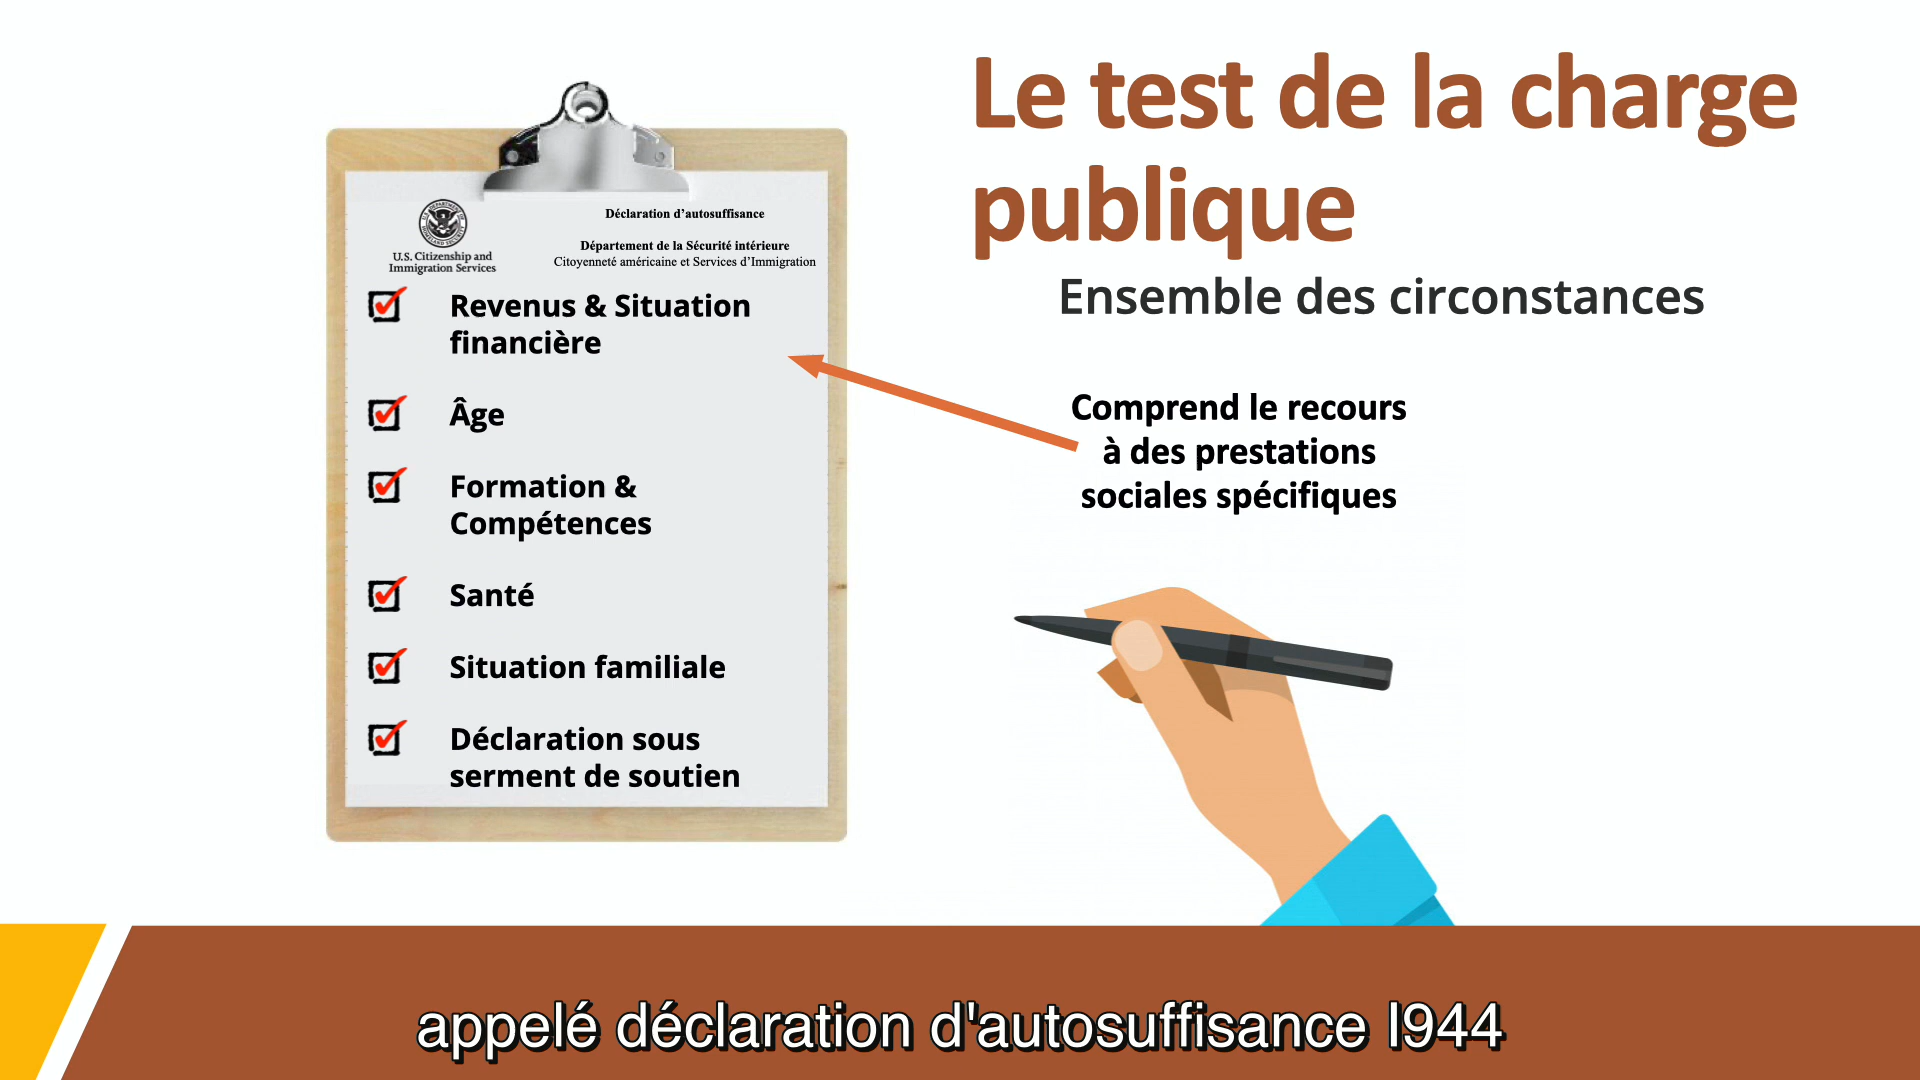 Le test de la charge
publique
Ensemble des circonstances
U.S. Citizenship and
Immigration Services
Déclaration d'autosuffisance
Département de la Sécurité intérieure
Citoyenneté américaine et Services d'Immigration
Revenus & Situation
financière
Âge
Formation &
Compétences
Santé
Situation familiale
Déclaration sous
serment de soutien
Comprend le recours
à des prestations
sociales spécifiques
appelé déclaration d'autosuffisance I944